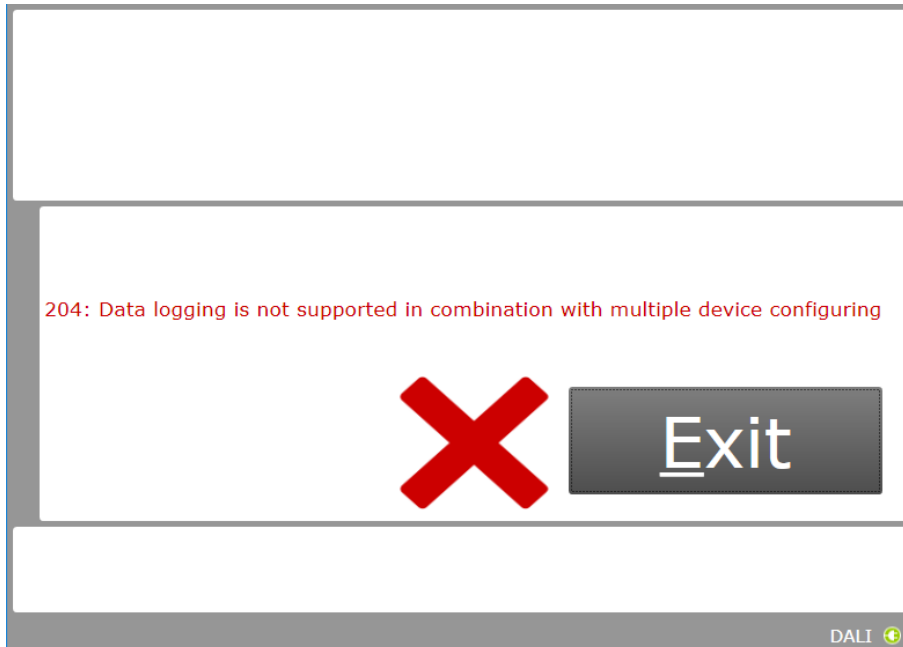 204: Data logging is not supported in combination with multiple device configuring
Exit
DALI